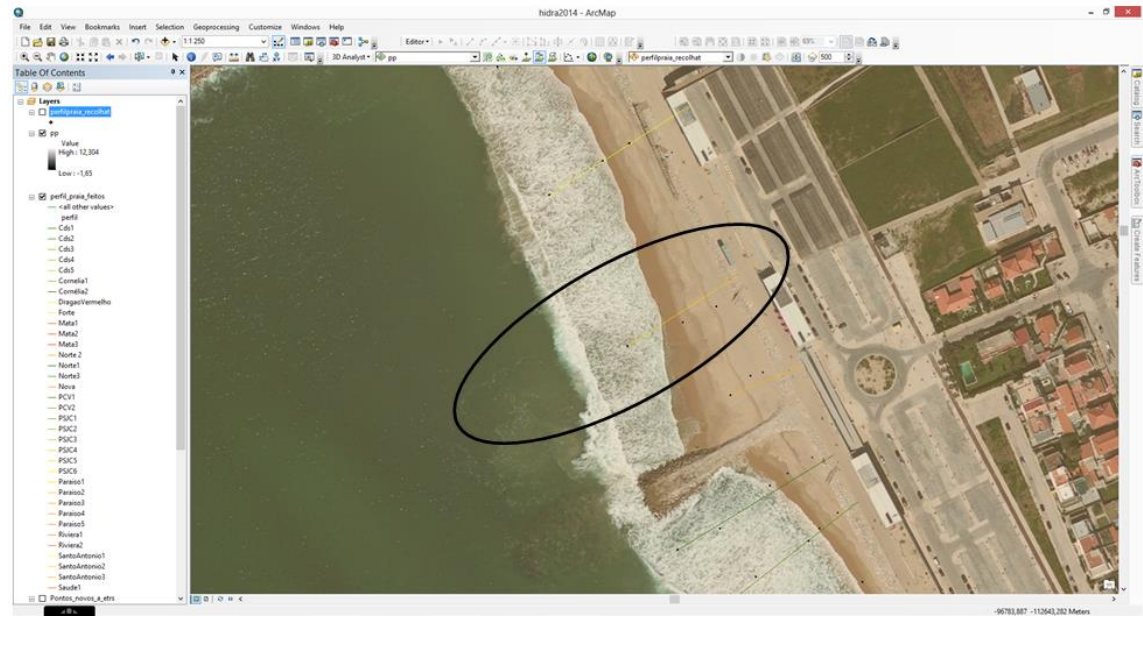 hidra2014 - ArcMap
File Edit View Bookmarks Insert Selection Geoprocessing Customize Windows Help
1:1 250 Editor
3D Analyst pp perfilpraia_recolhat 500
Table Of Contents
Layers
perfilpraia_recolhat
pp
Value
High : 12,304
Low : -1,65
perfil_praia_feitos
<all other values>
perfil
Cds1
Cds2
Cds3
Cds4
Cds5
Cornelia1
Cornélia2
DragaoVermelho
Forte
Mata1
Mata2
Mata3
Norte 2
Norte1
Norte3
Nova
PCV1
PCV2
PSJC1
PSJC2
PSJC3
PSJC4
PSJC5
PSJC6
Paraiso1
Paraiso2
Paraiso3
Paraiso4
Paraiso5
Riviera1
Riviera2
SantoAntonio1
SantoAntonio2
SantoAntonio3
Saude1
Pontos_novos_a_etrs
Catalog
Search
ArcToolbox
Create Features
-96783,887 -112643,282 Meters